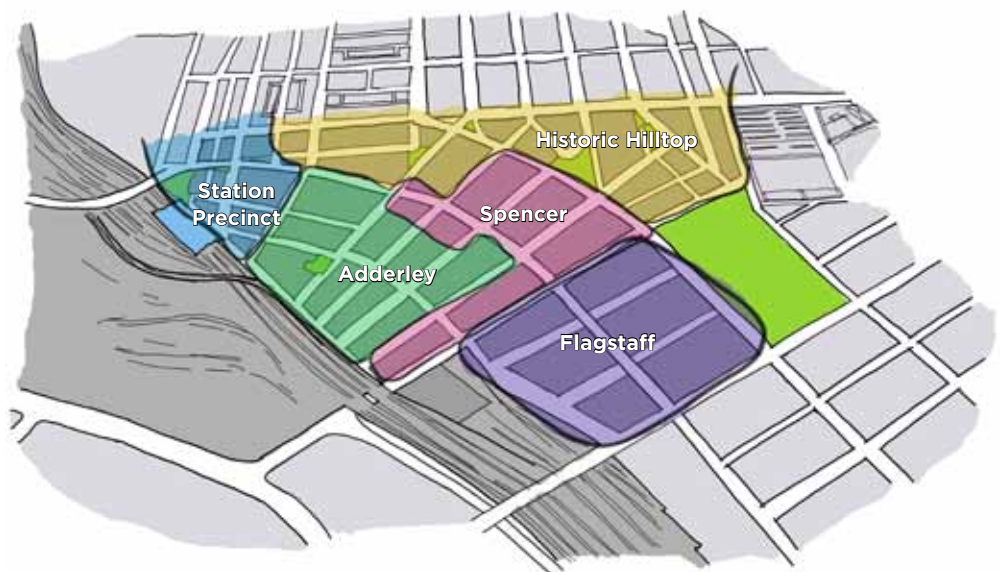 Historic Hilltop
Station
Precinct
Spencer
Adderley
Flagstaff